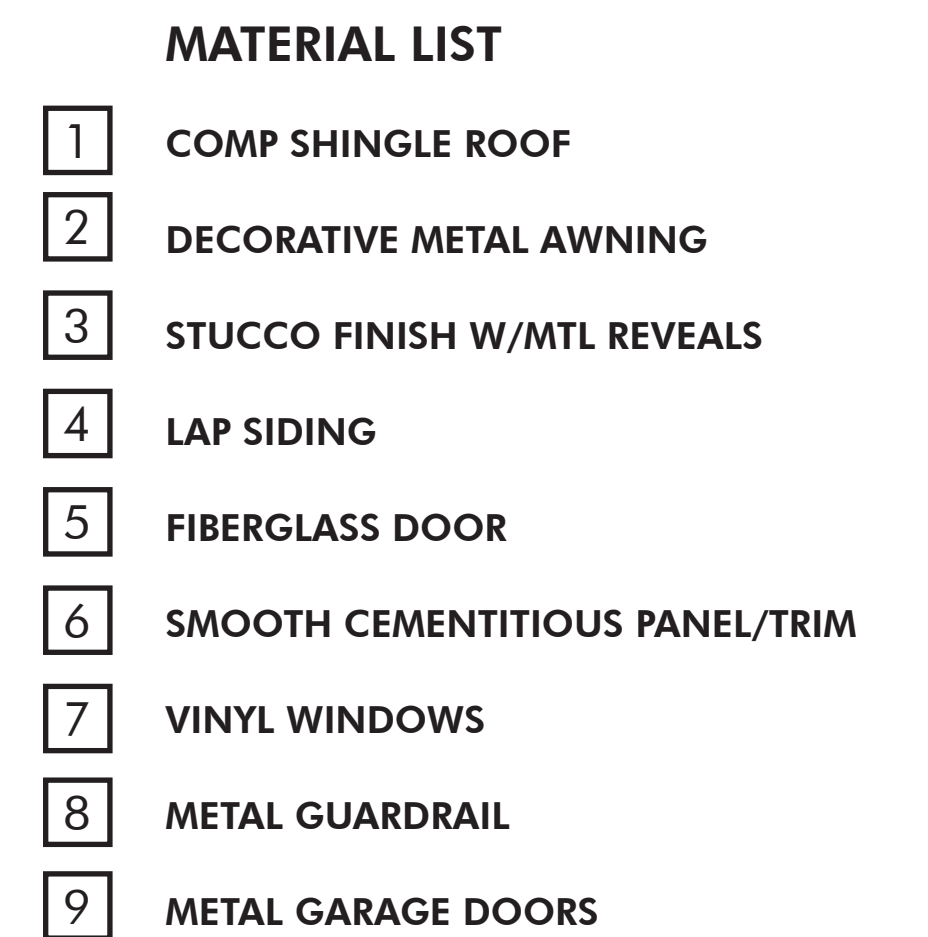 MATERIAL LIST
1 COMP SHINGLE ROOF
2 DECORATIVE METAL AWNING
3 STUCCO FINISH W/MTL REVEALS
4 LAP SIDING
5 FIBERGLASS DOOR
6 SMOOTH CEMENTITIOUS PANEL/TRIM
7 VINYL WINDOWS
8 METAL GUARDRAIL
9 METAL GARAGE DOORS